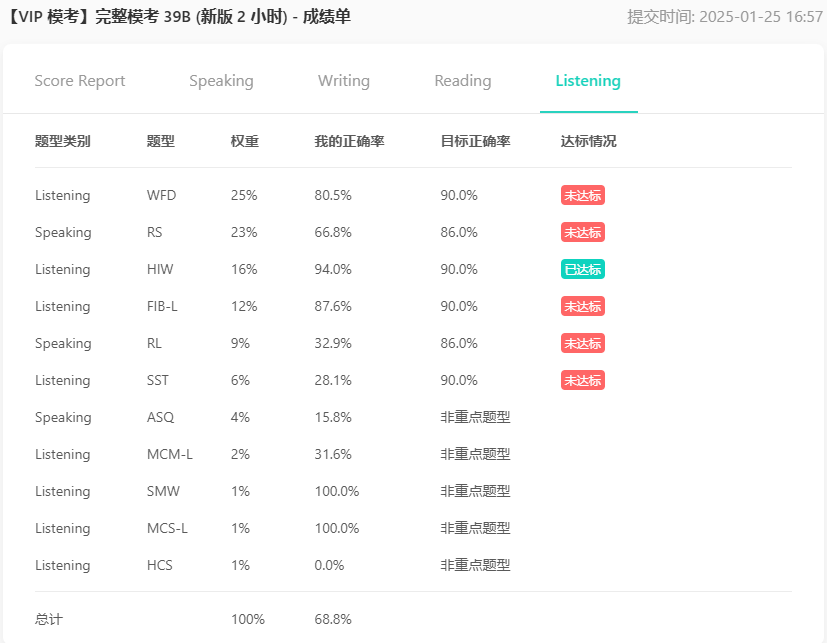 【VIP 模考】完整模考 39B (新版 2 小时) - 成绩单 提交时间: 2025-01-25 16:57
Score Report Speaking Writing Reading Listening
题型类别 题型 权重 我的正确率 目标正确率 达标情况
Listening WFD 25% 80.5% 90.0% 未达标
Speaking RS 23% 66.8% 86.0% 未达标
Listening HIW 16% 94.0% 90.0% 已达标
Listening FIB-L 12% 87.6% 90.0% 未达标
Speaking RL 9% 32.9% 86.0% 未达标
Listening SST 6% 28.1% 90.0% 未达标
Speaking ASQ 4% 15.8% 非重点题型
Listening MCM-L 2% 31.6% 非重点题型
Listening SMW 1% 100.0% 非重点题型
Listening MCS-L 1% 100.0% 非重点题型
Listening HCS 1% 0.0% 非重点题型
总计 100% 68.8%